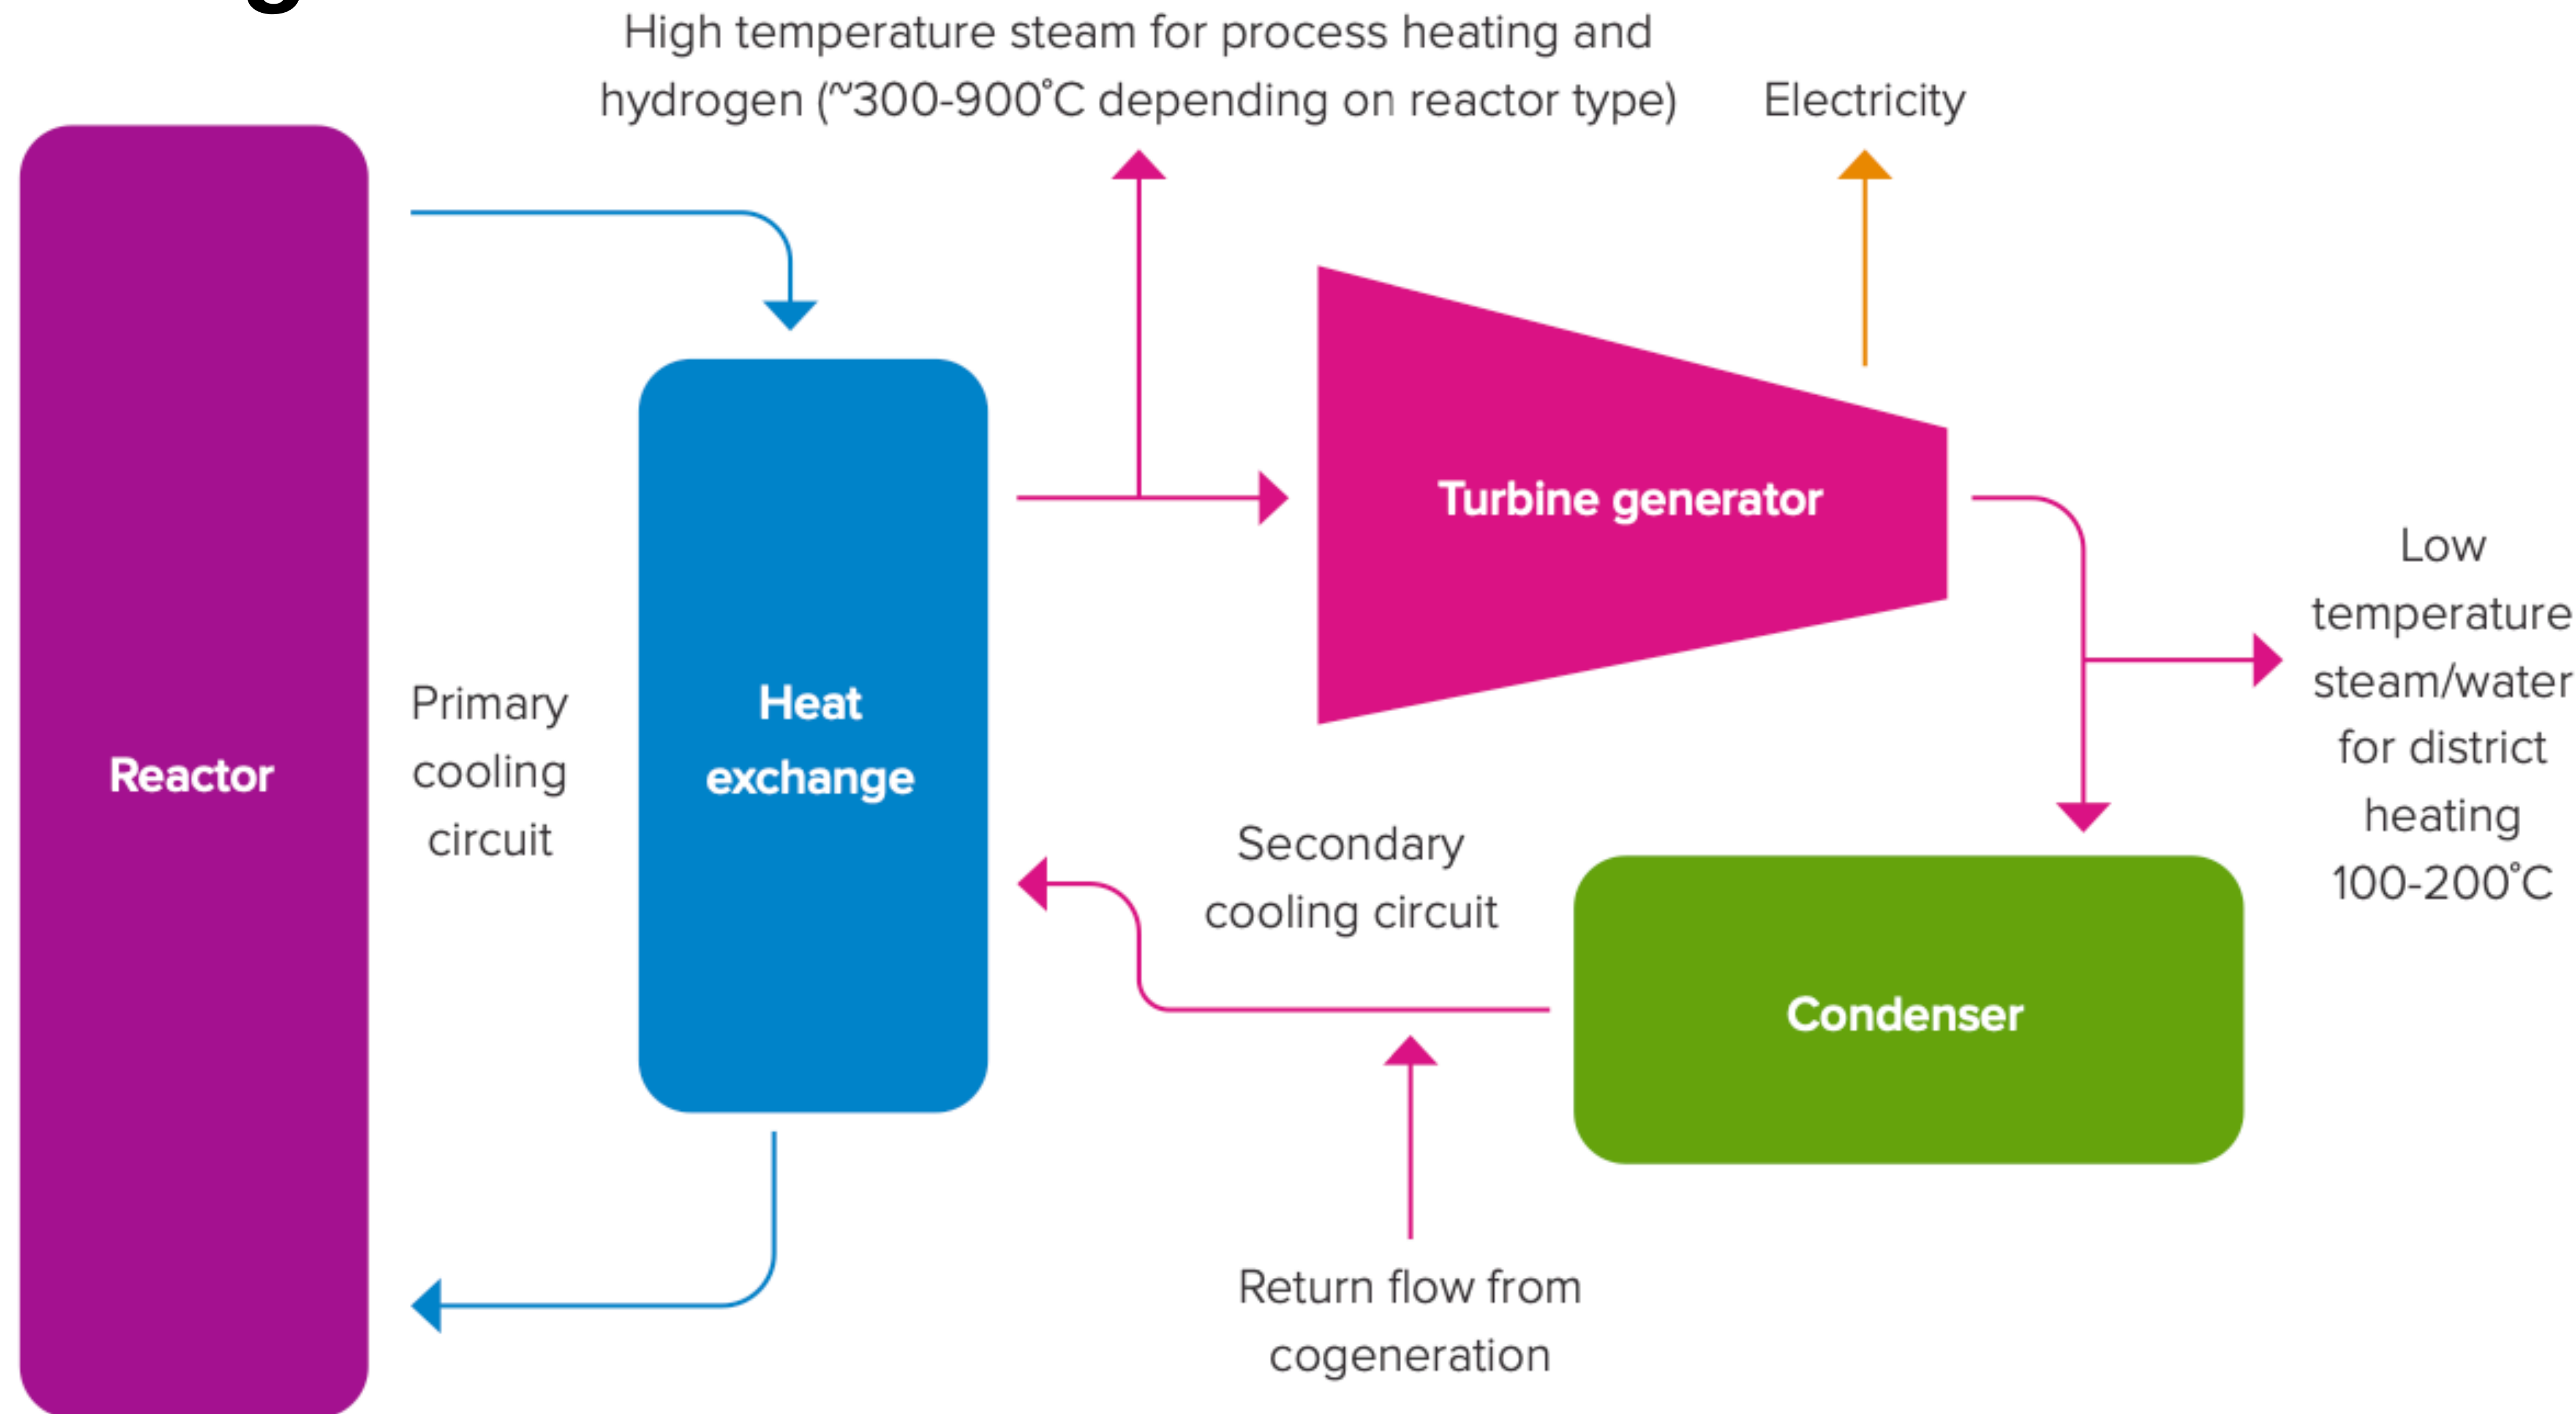 High temperature steam for process heating and
hydrogen (~300-900˚C depending on reactor type)
Electricity
Reactor
Primary
cooling
circuit
Heat
exchange
Turbine generator
Low
temperature
steam/water
for district
heating
100-200˚C
Secondary
cooling circuit
Condenser
Return flow from
cogeneration